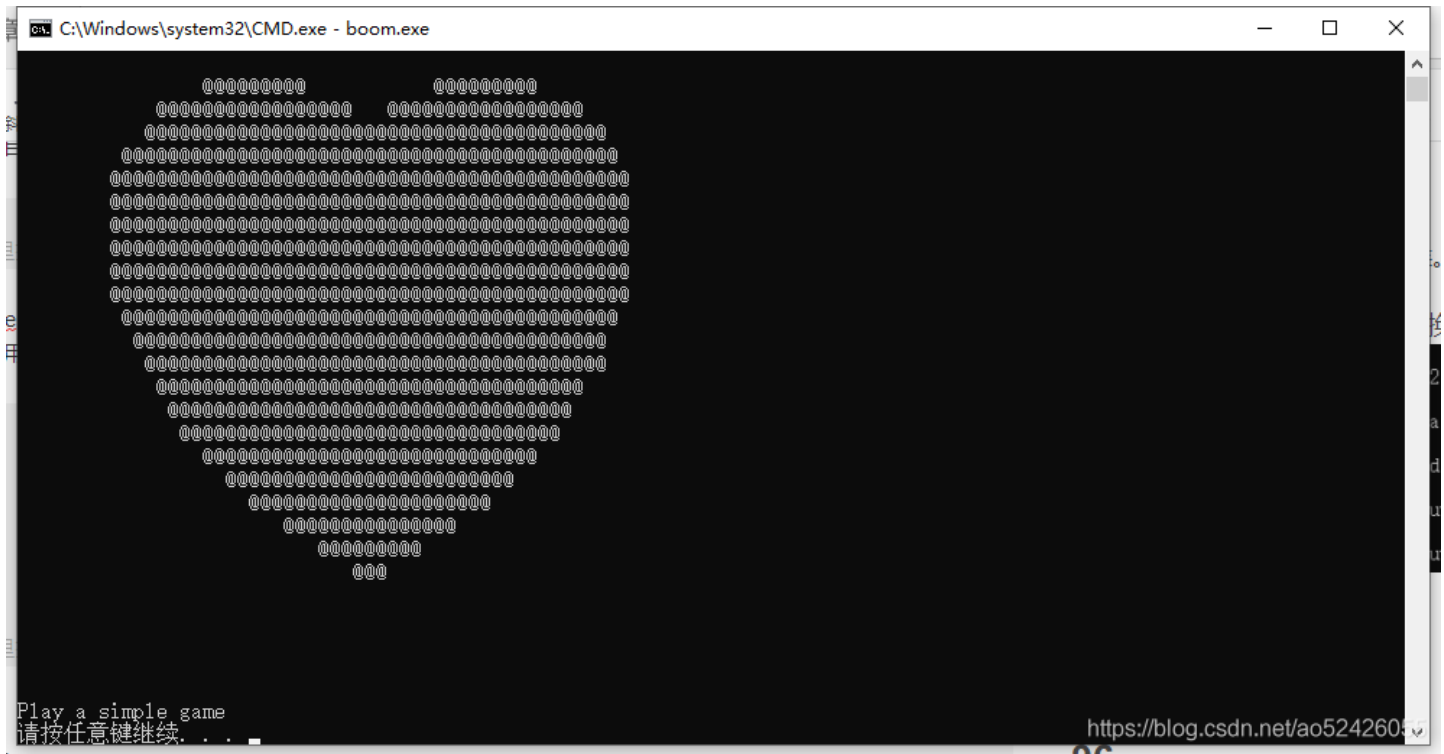 C:\Windows\system32\CMD.exe - boom.exe
Play a simple game
请按任意键继续. . .
https://blog.csdn.net/ao52426055